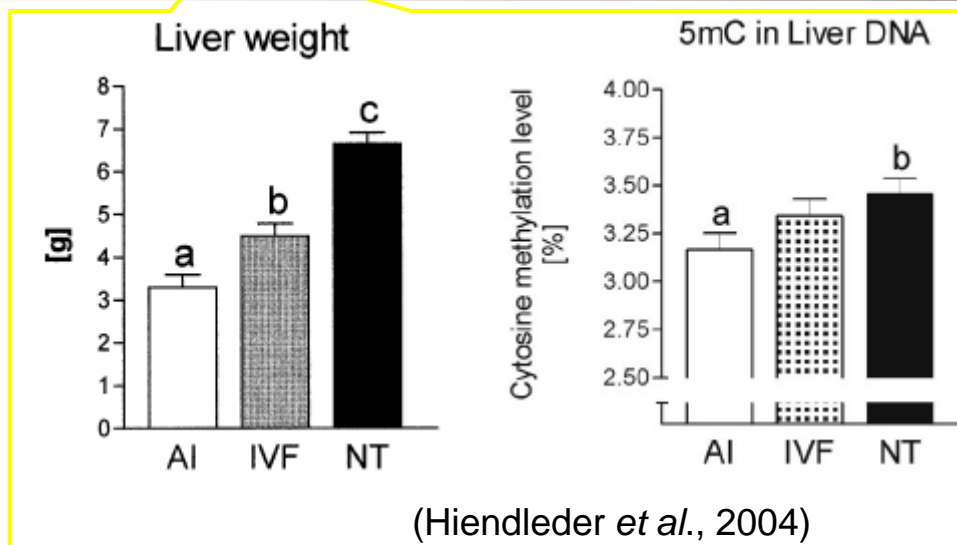 Liver weight
8
7
6
5
4
3
2
1
0
[g]
a
b
c
AI IVF NT
5mC in Liver DNA
Cytosine methylation level
[%]
4.00
3.75
3.50
3.25
3.00
2.75
2.50
a
b
AI IVF NT
(Hiendleder et al., 2004)